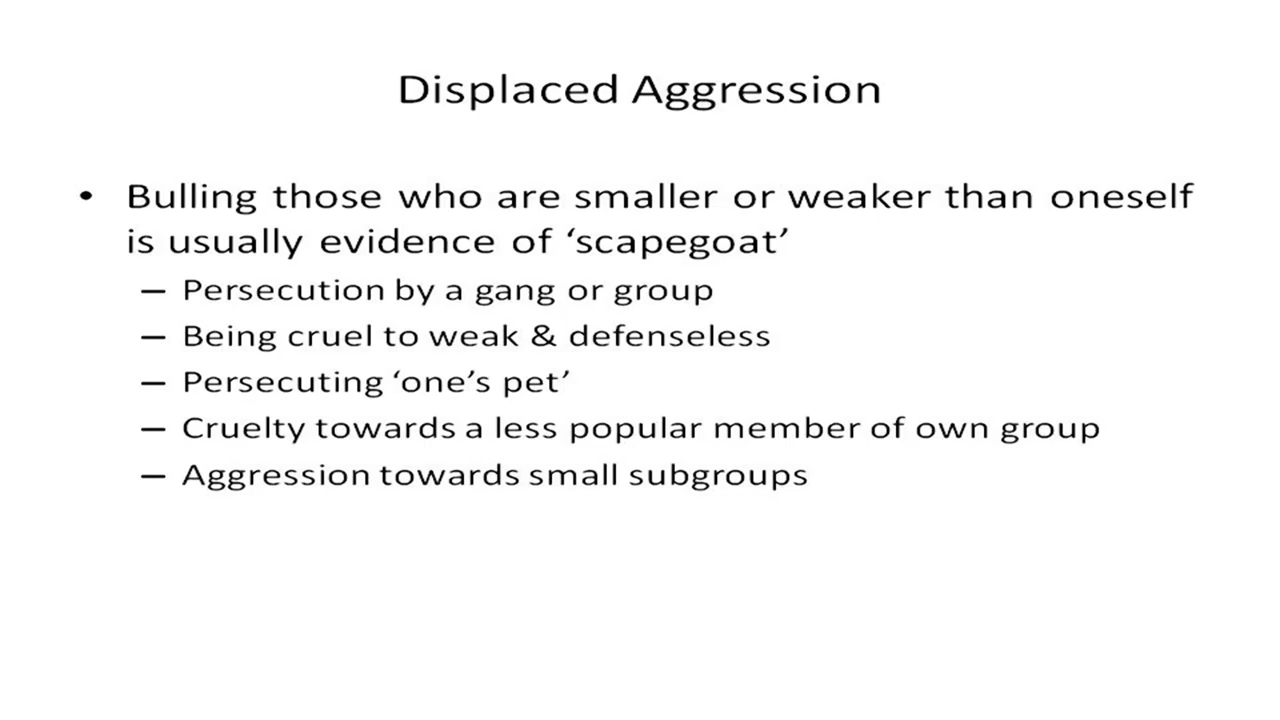 Displaced Aggression
• Bulling those who are smaller or weaker than oneself
is usually evidence of ‘scapegoat’
– Persecution by a gang or group
– Being cruel to weak & defenseless
– Persecuting ‘one’s pet’
– Cruelty towards a less popular member of own group
– Aggression towards small subgroups